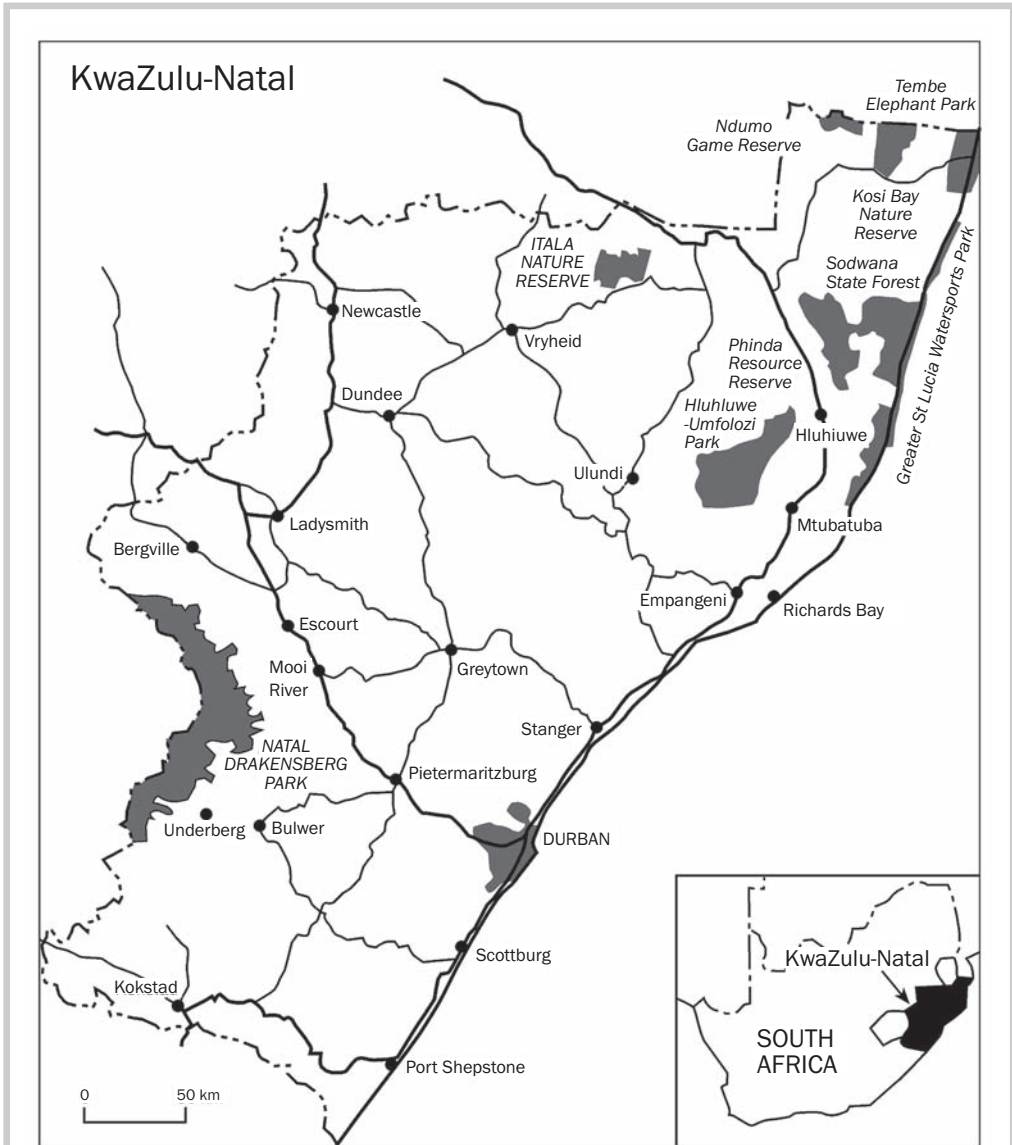 KwaZulu-Natal
Tembe
Elephant Park
Ndumo
Game Reserve
Kosi Bay
Nature
Reserve
ITALA
NATURE
RESERVE
Sodwana
State Forest
Greater St Lucia Watersports Park
Newcastle
Vryheid
Phinda
Resource
Reserve
Dundee
Hluhluwe
-Umfolozi
Park
Hluhiuwe
Ulundi
Ladysmith
Mtubatuba
Bergville
Empangeni
Richards Bay
Escourt
Greytown
Mooi
River
Stanger
NATAL
DRAKENSBERG
PARK
Pietermaritzburg
Underberg
Bulwer
DURBAN
Scottburg
Kokstad
Port Shepstone
0
50 km
KwaZulu-Natal
SOUTH
AFRICA